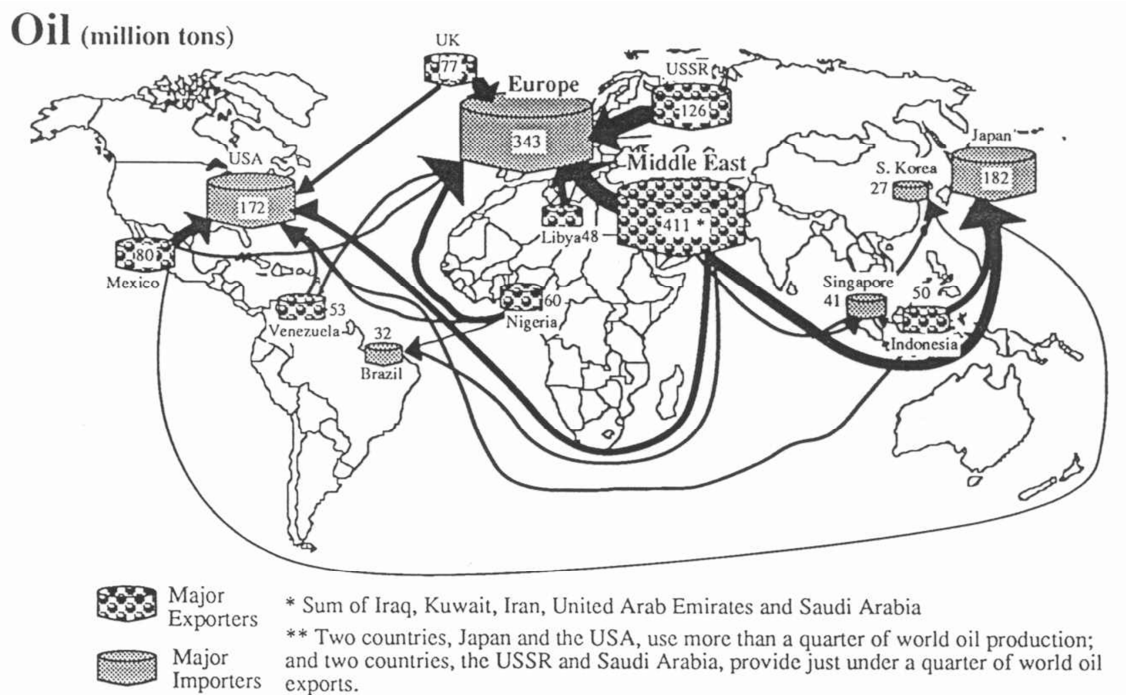 Oil (million tons)
UK
77
Europe
343
USSR
126
Middle East
411 *
USA
172
Japan
182
S. Korea
27
Libya 48
80
Mexico
Singapore
41
50
Indonesia
53
Venezuela
60
Nigeria
32
Brazil
Major
Exporters
* Sum of Iraq, Kuwait, Iran, United Arab Emirates and Saudi Arabia
Major
Importers
** Two countries, Japan and the USA, use more than a quarter of world oil production;
and two countries, the USSR and Saudi Arabia, provide just under a quarter of world oil
exports.